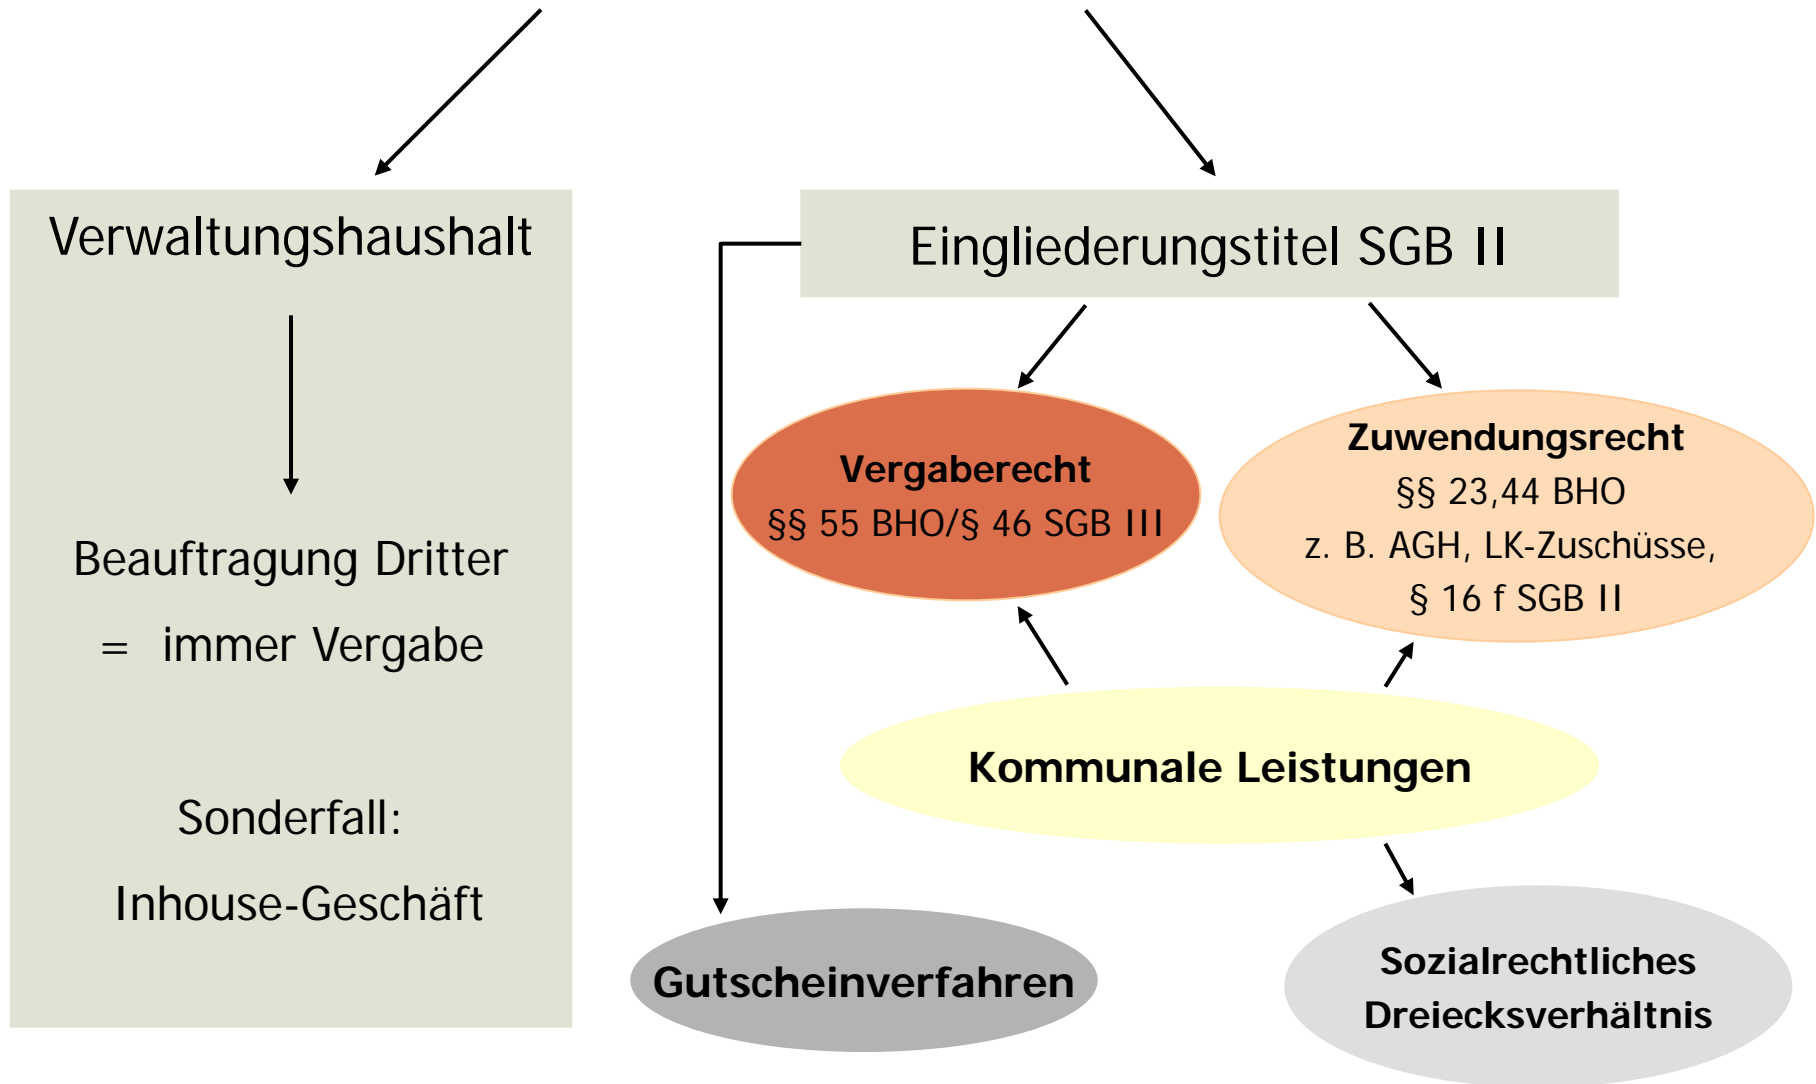 Verwaltungshaushalt
Beauftragung Dritter
= immer Vergabe
Sonderfall:
Inhouse-Geschäft
Eingliederungstitel SGB II
Vergaberecht
§§ 55 BHO/§ 46 SGB III
Zuwendungsrecht
§§ 23,44 BHO
z. B. AGH, LK-Zuschüsse,
§ 16 f SGB II
Kommunale Leistungen
Gutscheinverfahren
Sozialrechtliches
Dreiecksverhältnis